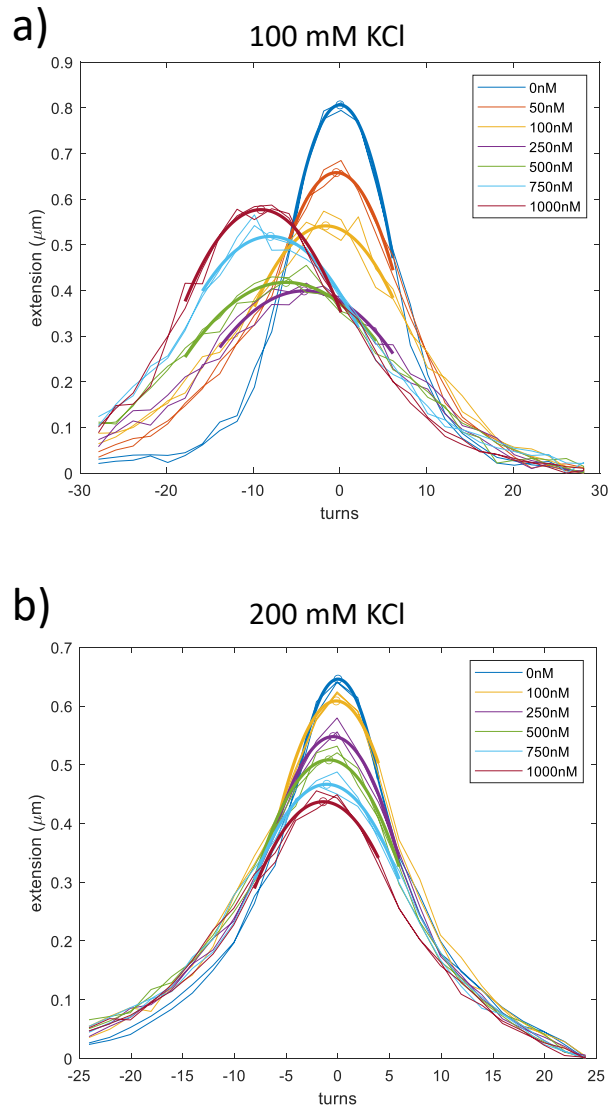 a)
100 mM KCl
0.9
0.8
0.7
0.6
0.5
0.4
0.3
0.2
0.1
0
extension (μm)
0nM
50nM
100nM
250nM
500nM
750nM
1000nM
-30 -20 -10 0 10 20 30
turns
b)
200 mM KCl
0.7
0.6
0.5
0.4
0.3
0.2
0.1
0
extension (μm)
0nM
100nM
250nM
500nM
750nM
1000nM
-25 -20 -15 -10 -5 0 5 10 15 20 25
turns